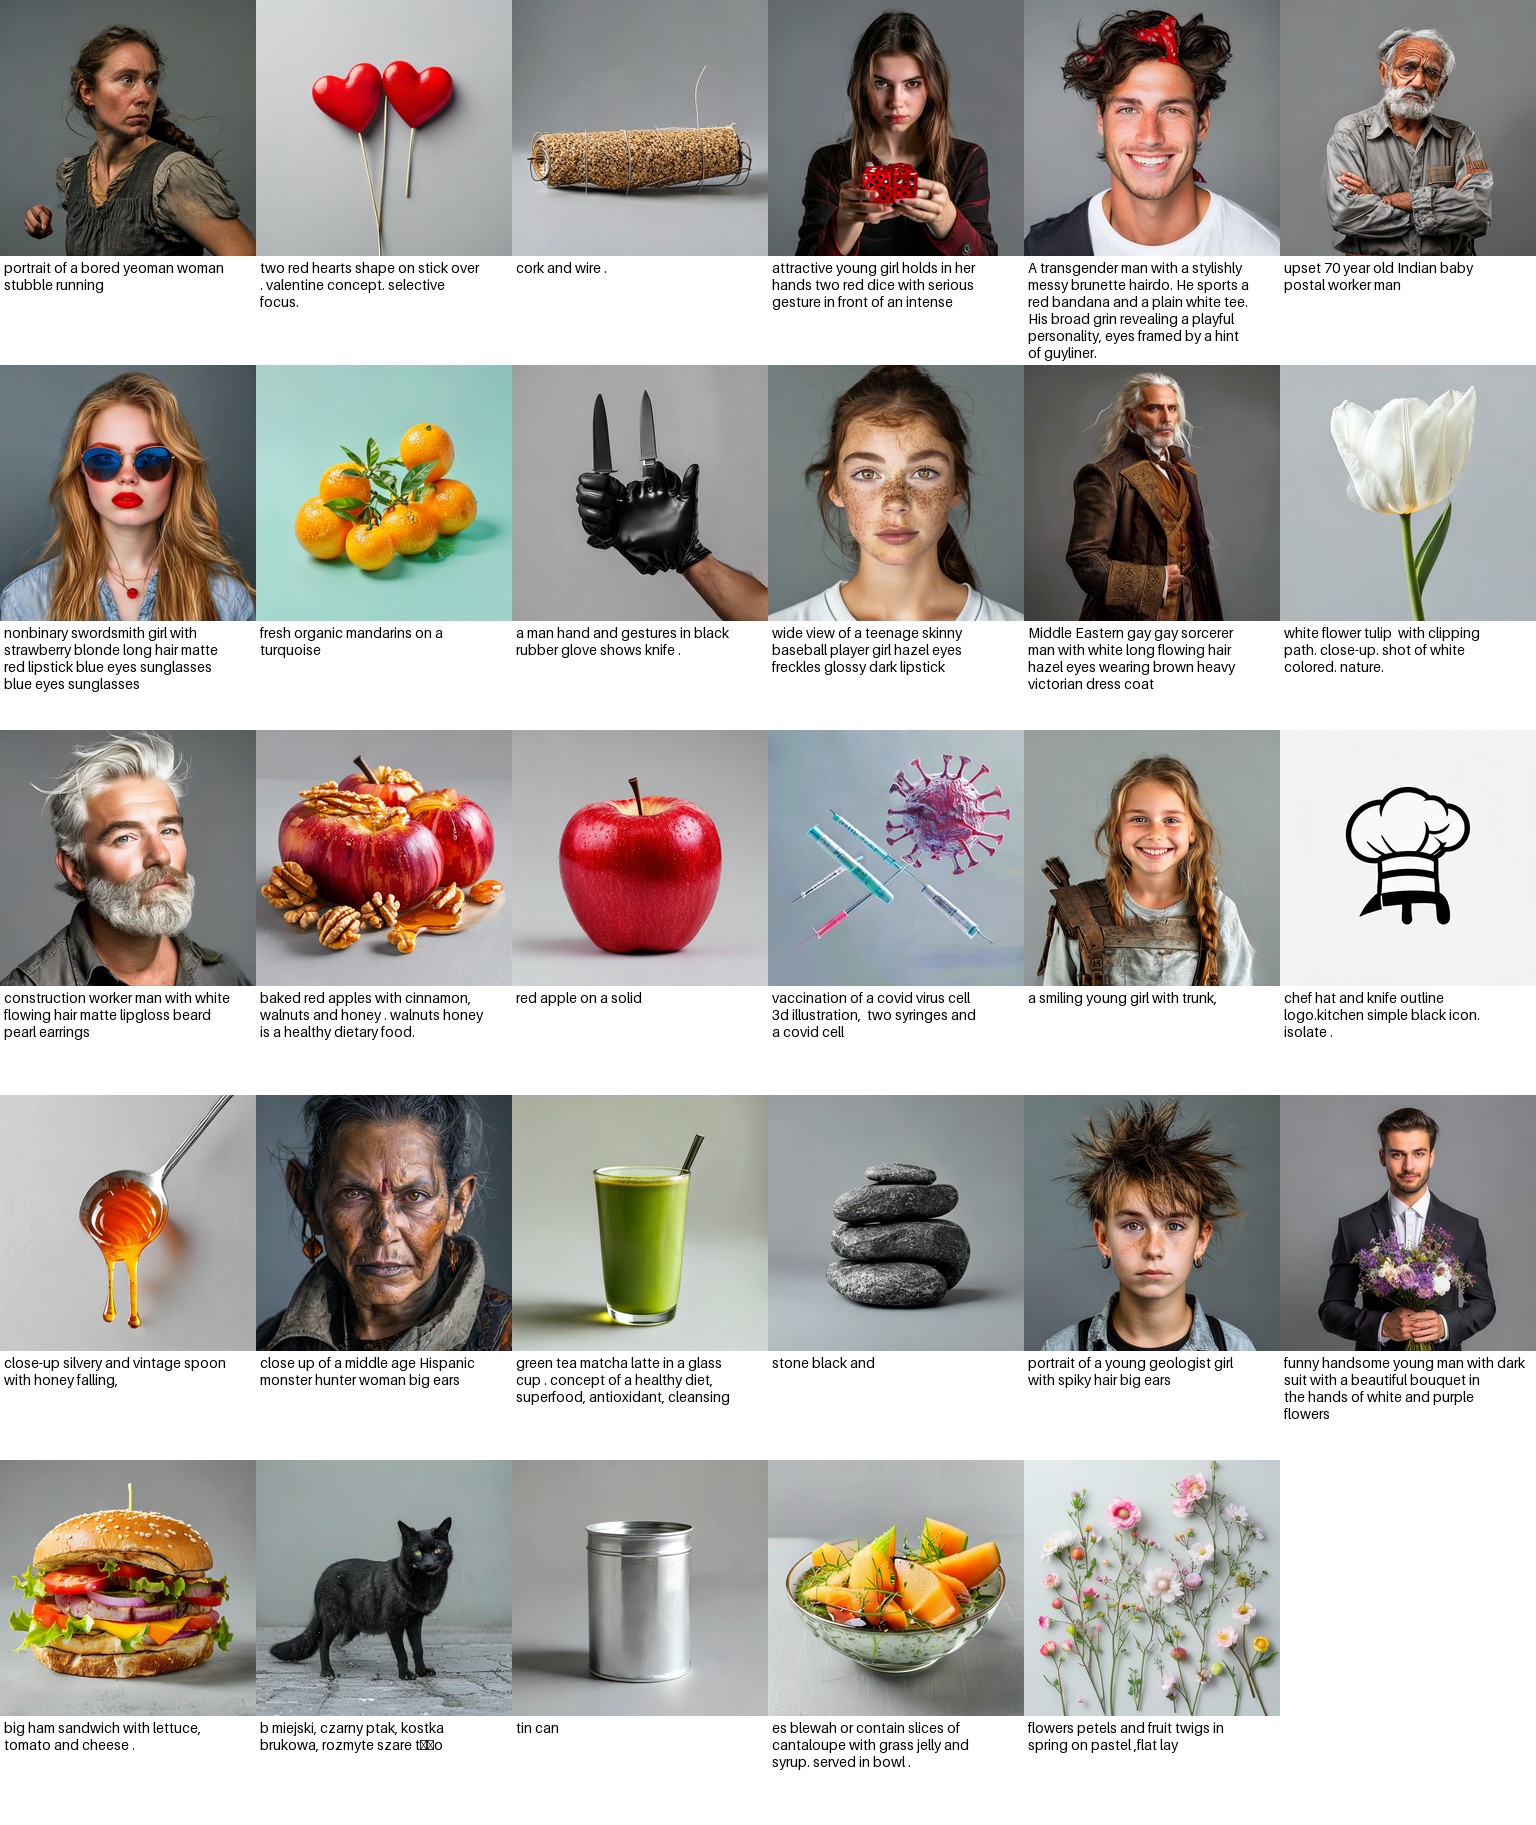 portrait of a bored yeoman woman
stubble running
two red hearts shape on stick over
. valentine concept. selective
focus.
cork and wire .
attractive young girl holds in her
hands two red dice with serious
gesture in front of an intense
A transgender man with a stylishly
messy brunette hairdo. He sports a
red bandana and a plain white tee.
His broad grin revealing a playful
personality, eyes framed by a hint
of guyliner.
upset 70 year old Indian baby
postal worker man
nonbinary swordsmith girl with
strawberry blonde long hair matte
red lipstick blue eyes sunglasses
blue eyes sunglasses
fresh organic mandarins on a
turquoise
a man hand and gestures in black
rubber glove shows knife .
wide view of a teenage skinny
baseball player girl hazel eyes
freckles glossy dark lipstick
Middle Eastern gay gay sorcerer
man with white long flowing hair
hazel eyes wearing brown heavy
victorian dress coat
white flower tulip  with clipping
path. close-up. shot of white
colored. nature.
construction worker man with white
flowing hair matte lipgloss beard
pearl earrings
baked red apples with cinnamon,
walnuts and honey . walnuts honey
is a healthy dietary food.
red apple on a solid
vaccination of a covid virus cell
3d illustration,  two syringes and
a covid cell
a smiling young girl with trunk,
chef hat and knife outline
logo.kitchen simple black icon.
isolate .
close-up silvery and vintage spoon
with honey falling,
close up of a middle age Hispanic
monster hunter woman big ears
green tea matcha latte in a glass
cup . concept of a healthy diet,
superfood, antioxidant, cleansing
stone black and
portrait of a young geologist girl
with spiky hair big ears
funny handsome young man with dark
suit with a beautiful bouquet in
the hands of white and purple
flowers
big ham sandwich with lettuce,
tomato and cheese .
b miejski, czarny ptak, kostka
brukowa, rozmyte szare
tin can
es blewah or contain slices of
cantaloupe with grass jelly and
syrup. served in bowl .
flowers petels and fruit twigs in
spring on pastel ,flat lay